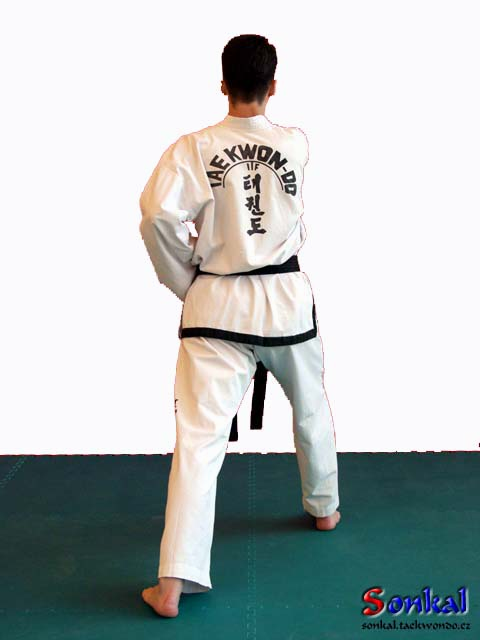 TAEKWON-DO
ITF
태
권
도
Sonkal
sonkal.taekwondo.cz